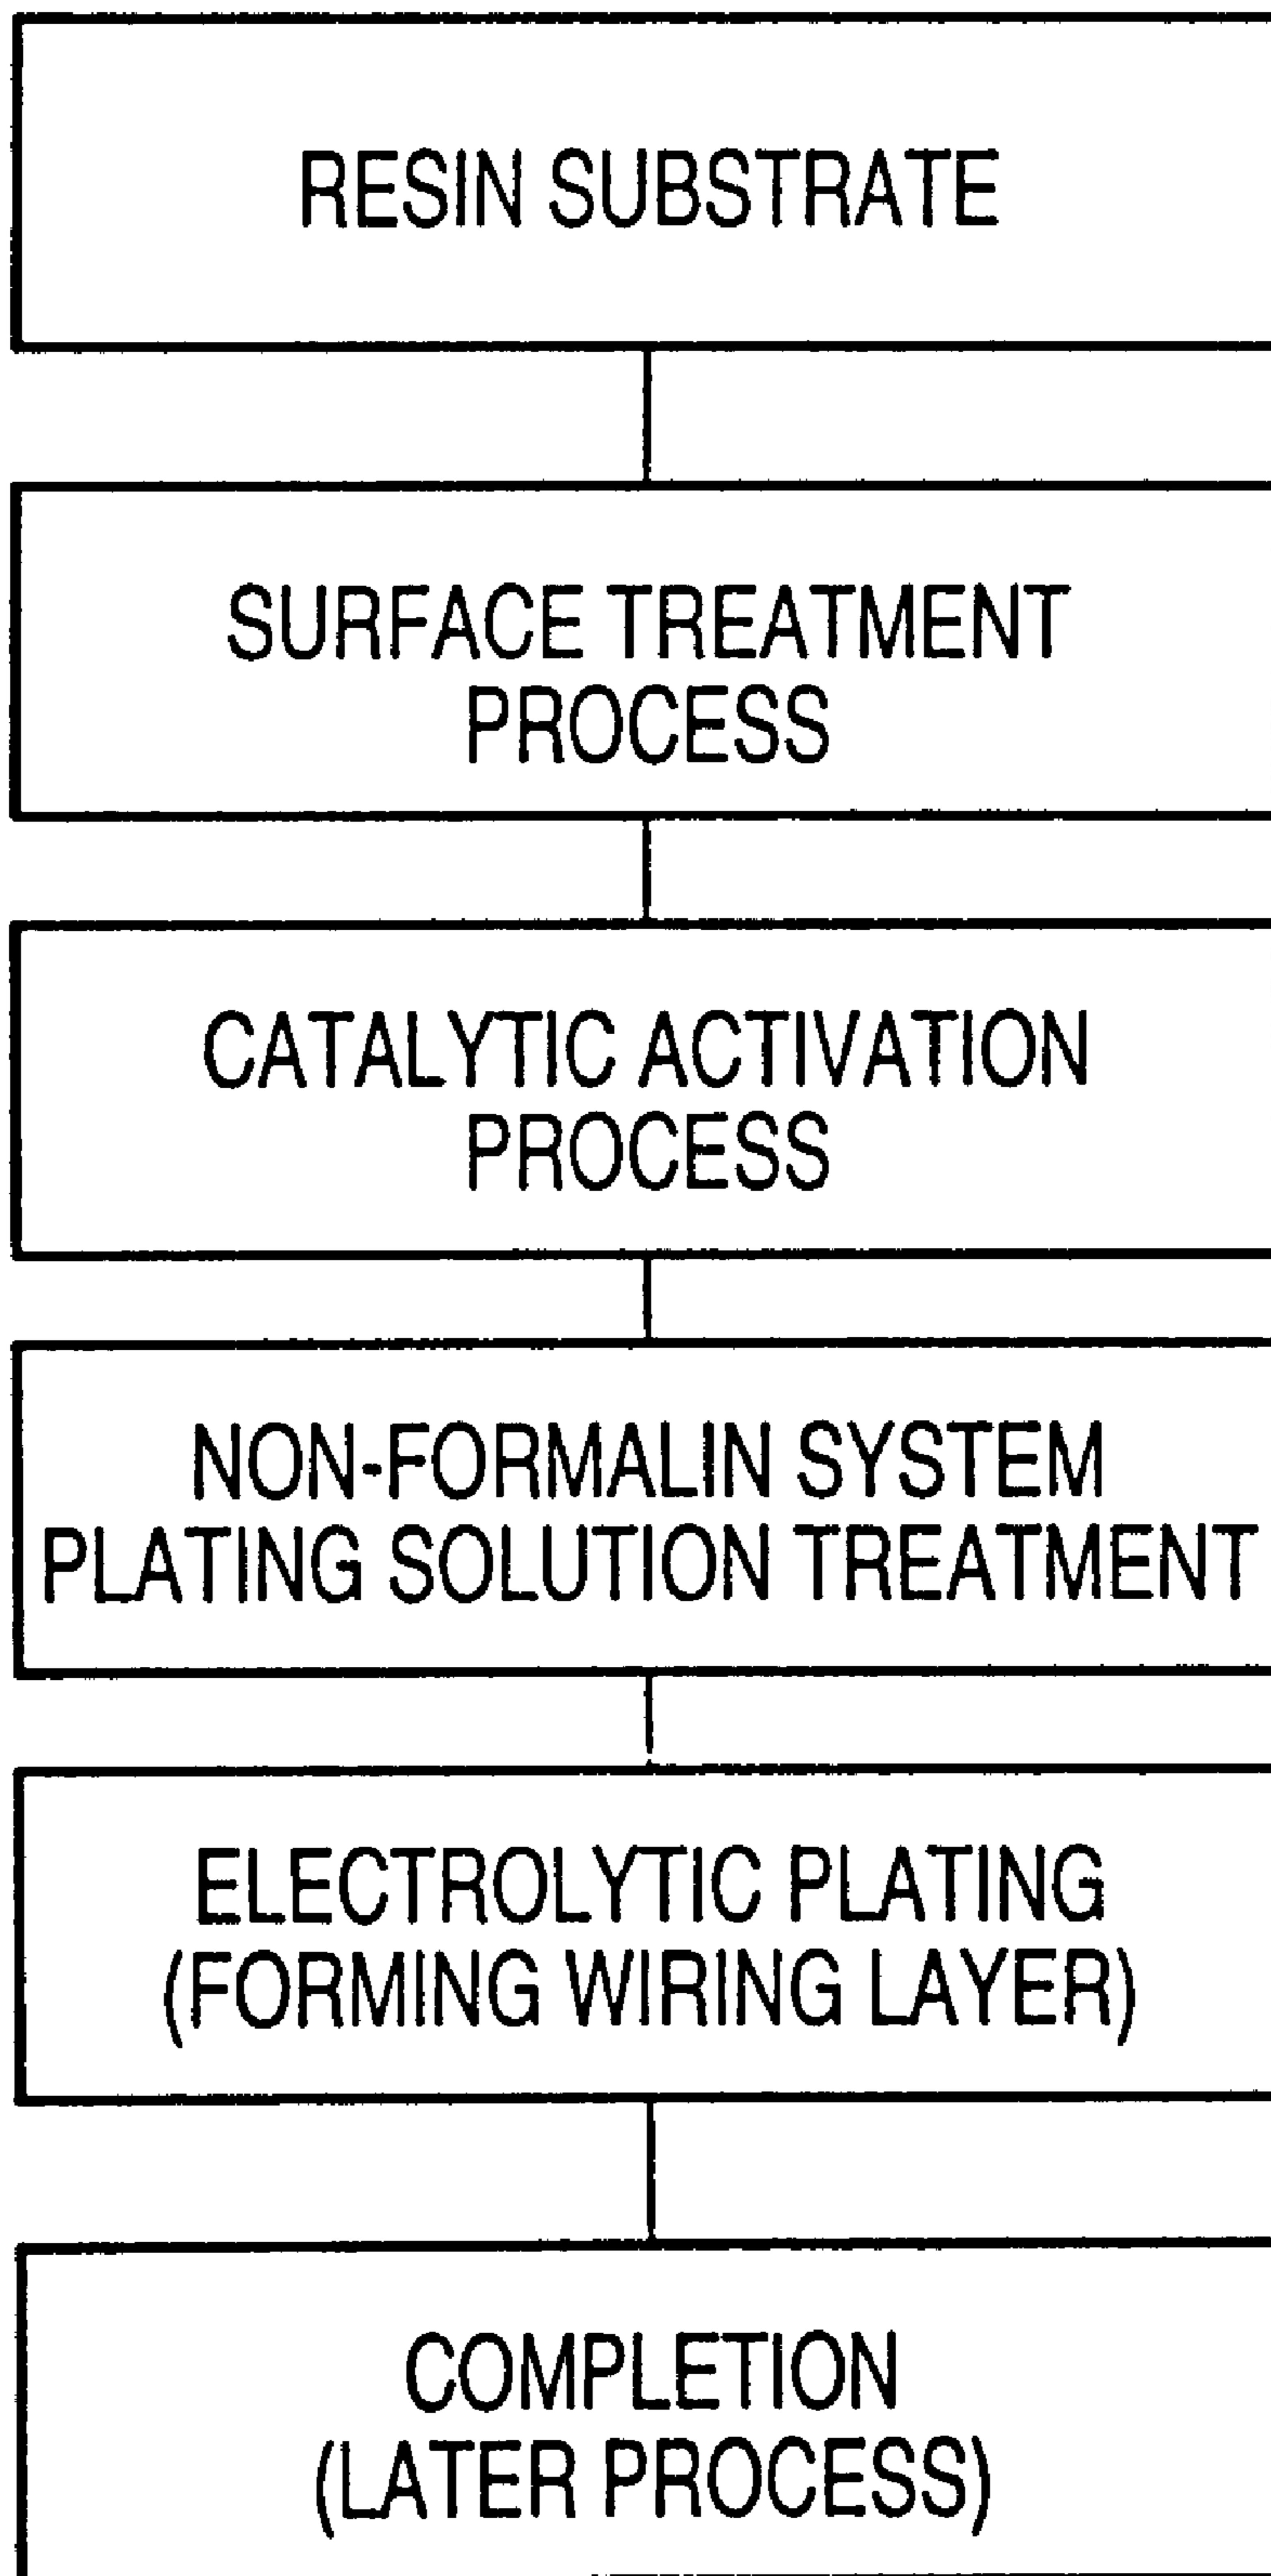 RESIN SUBSTRATE
SURFACE TREATMENT
PROCESS
CATALYTIC ACTIVATION
PROCESS
NON-FORMALIN SYSTEM
PLATING SOLUTION TREATMENT
ELECTROLYTIC PLATING
(FORMING WIRING LAYER)
COMPLETION
(LATER PROCESS)